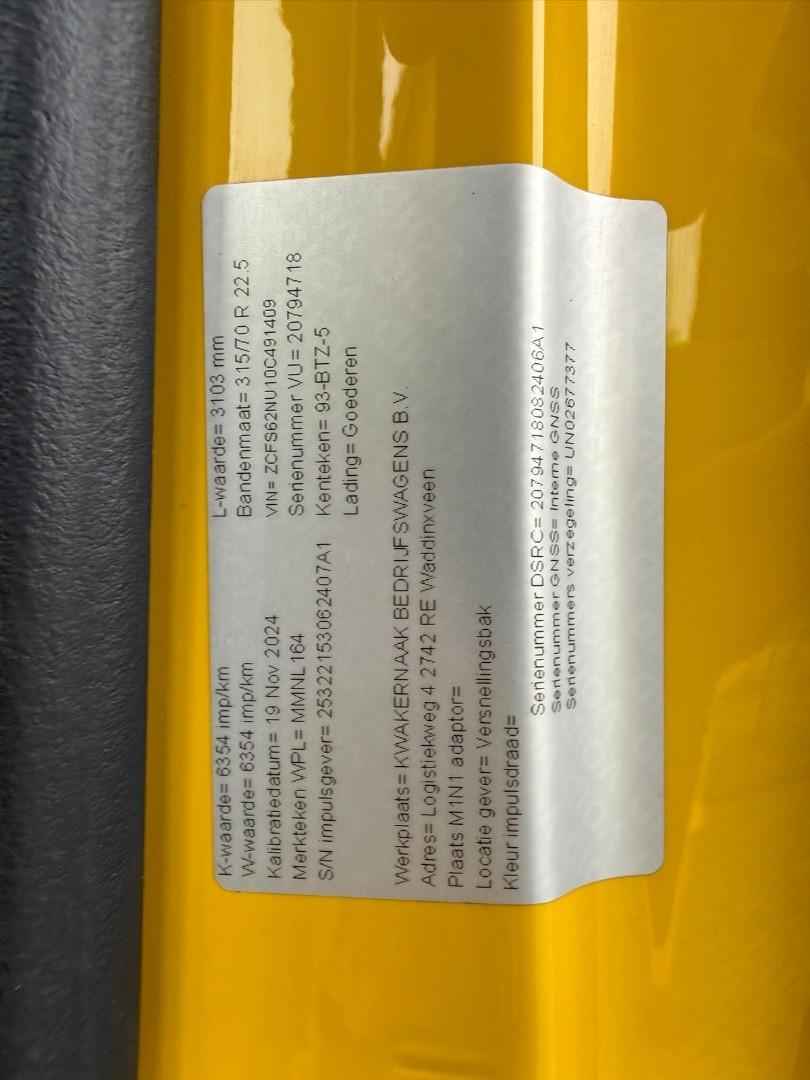 K-waarde= 6354 imp/km L-waarde= 3103 mm
W-waarde= 6354 imp/km Bandenmaat= 315/70 R 22.5
Kalibratiedatum= 19 Nov 2024 VIN= ZCFS62NU10C491409
Merkteken WPL= MMNL164 Serienummer VU= 20794718
S/N impulsgever= 25322153062407A1 Kenteken= 93-BTZ-5
Lading= Goederen
Werkplaats= KWAKERNAAK BEDRIJFSWAGENS B.V.
Adres= Logistiekweg 4 2742 RE Waddinxveen
Plaats M1N1 adaptor=
Locatie gever= Versnellingsbak
Kleur impulsdraad=
Serienummer DSRC= 20794718082406A1
Serienummer GNSS= Interne GNSS
Serienummers verzegeling= UN02677377